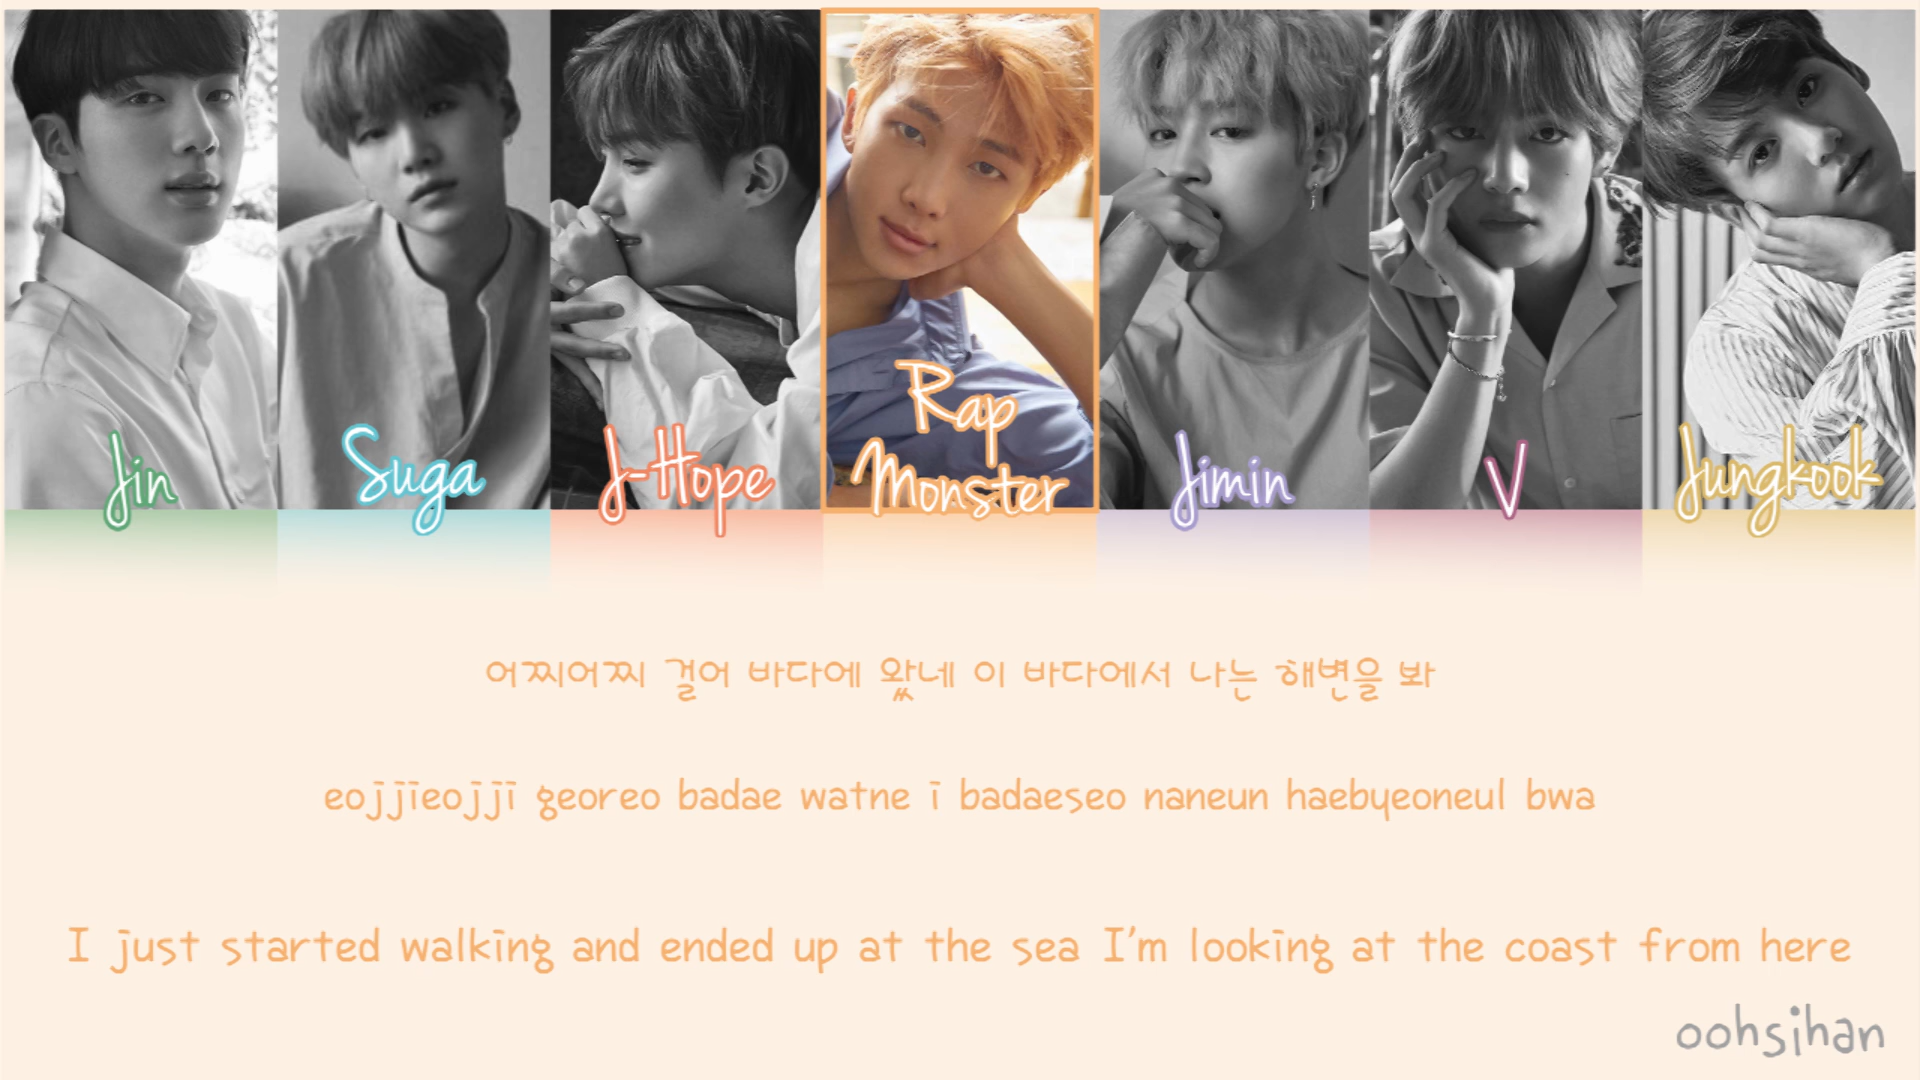 Jin
Suga
J-Hope
Rap
Monster
Jimin
V
Jungkook
어찌어찌 걸어 바다에 왔네 이 바다에서 나는 해변을 봐
eojjieojji georeo badae watne i badaeseo naneun haebyeoneul bwa
I just started walking and ended up at the sea I'm looking at the coast from here
oohsihan